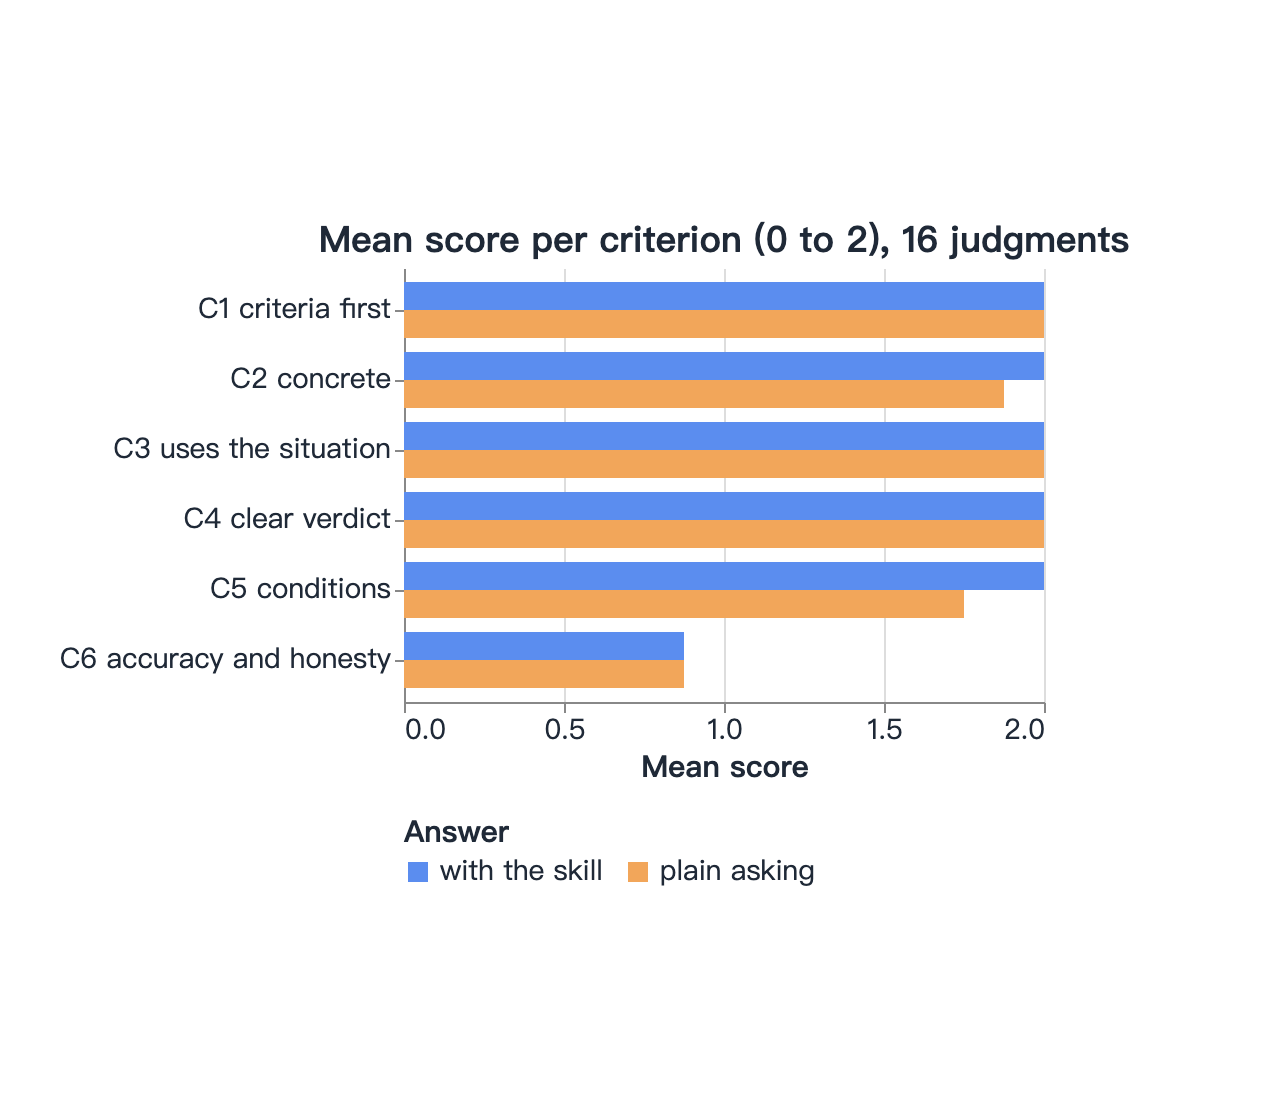 Mean score per criterion (0 to 2), 16 judgments
C1 criteria first
C2 concrete
C3 uses the situation
C4 clear verdict
C5 conditions
C6 accuracy and honesty
0.0 0.5 1.0 1.5 2.0
Mean score
Answer
with the skill plain asking